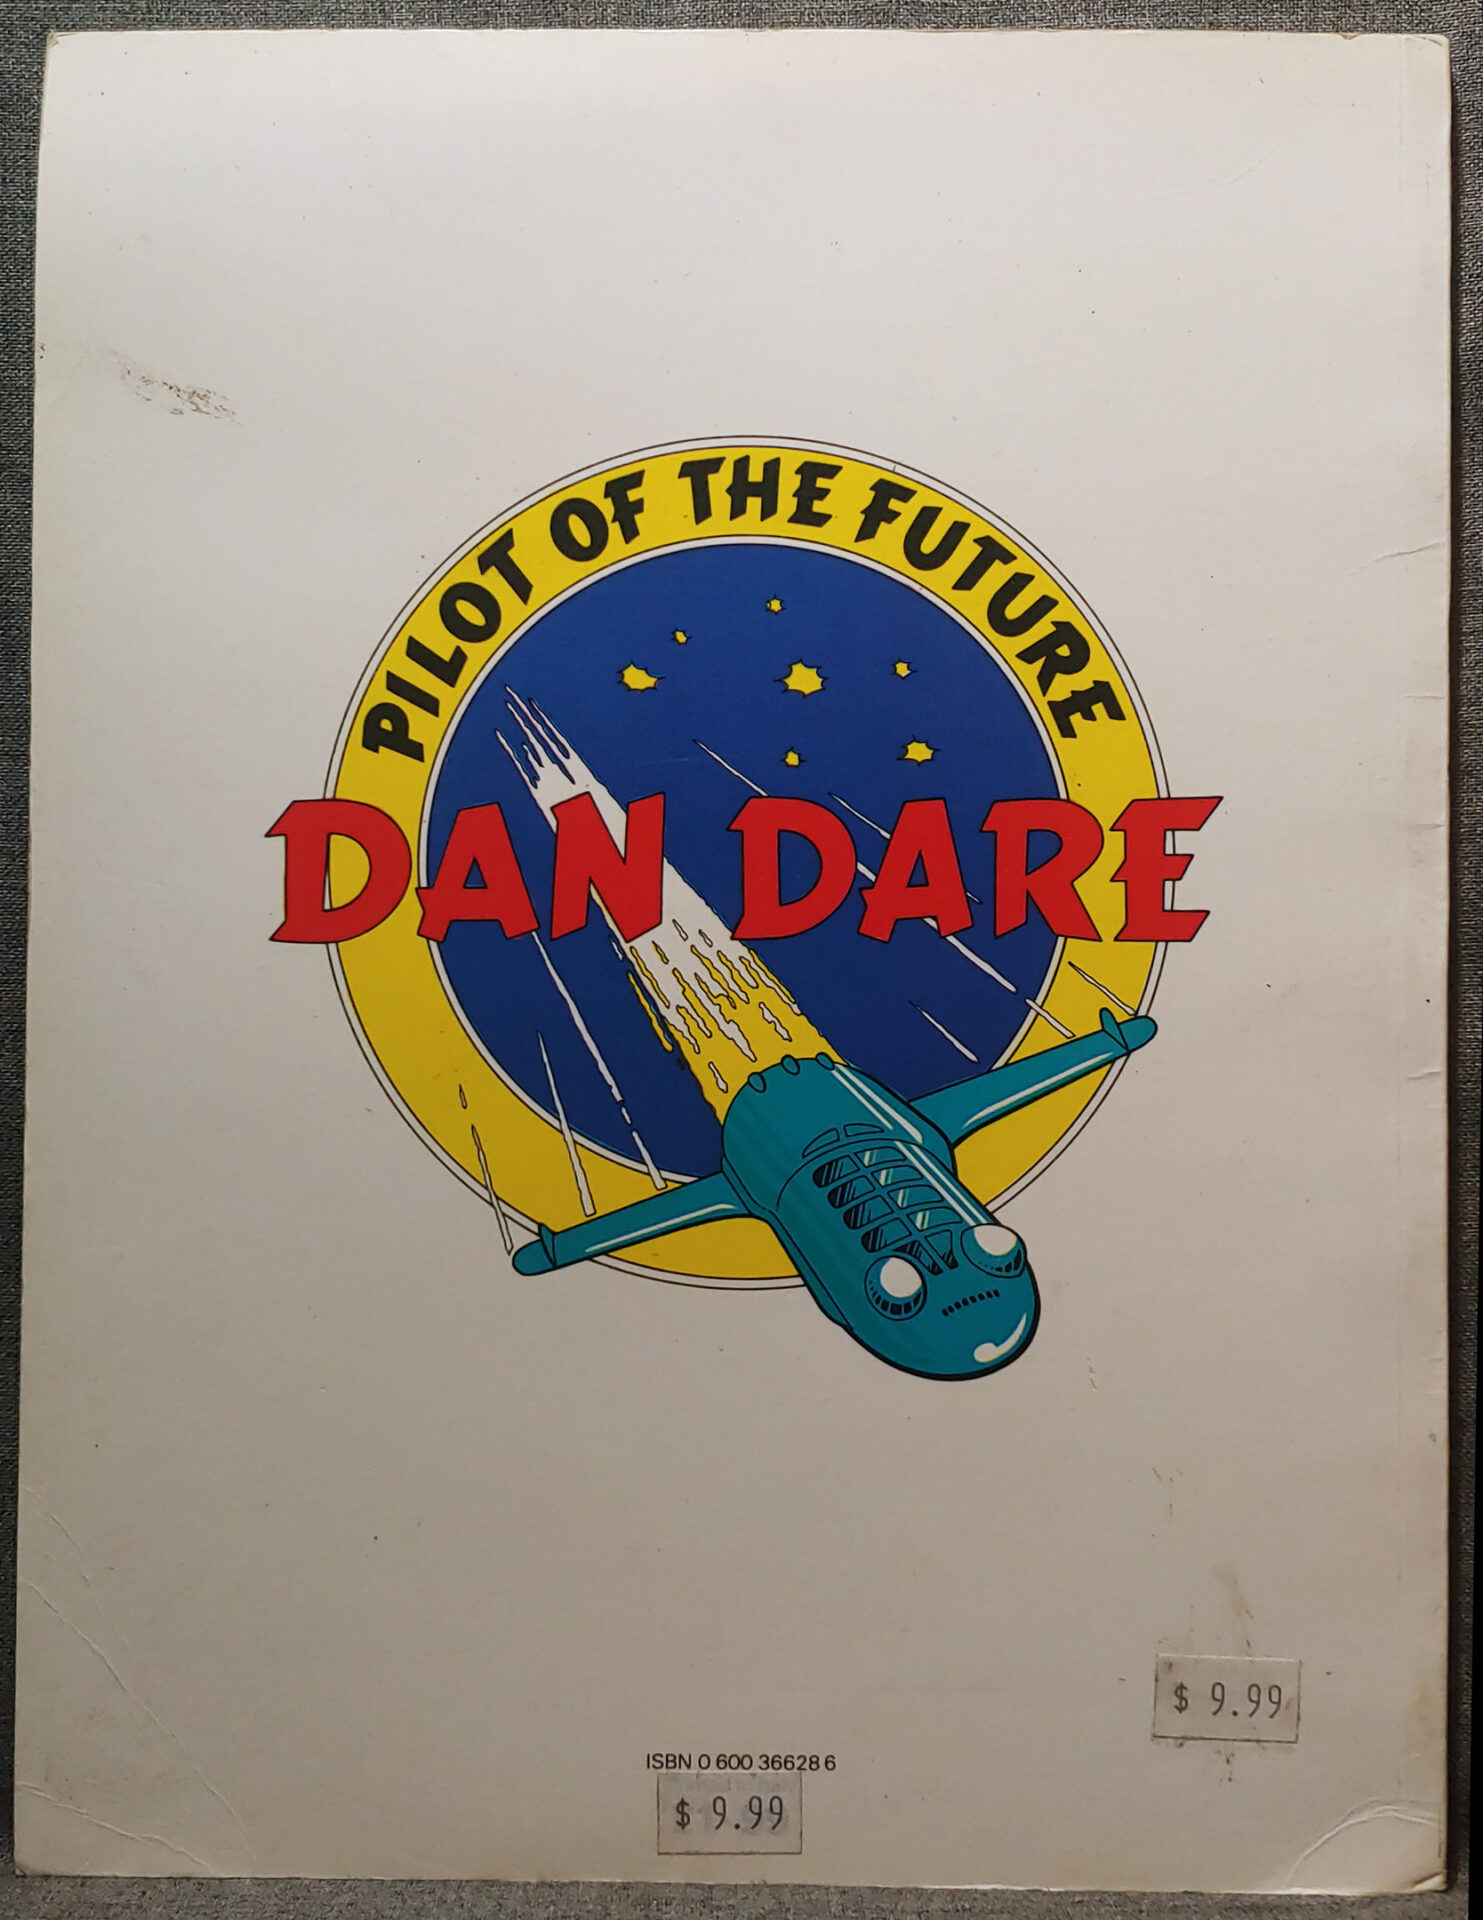 PILOT OF THE FUTURE
DAN DARE
$ 9.99
ISBN 0 600 36628 6
$ 9.99